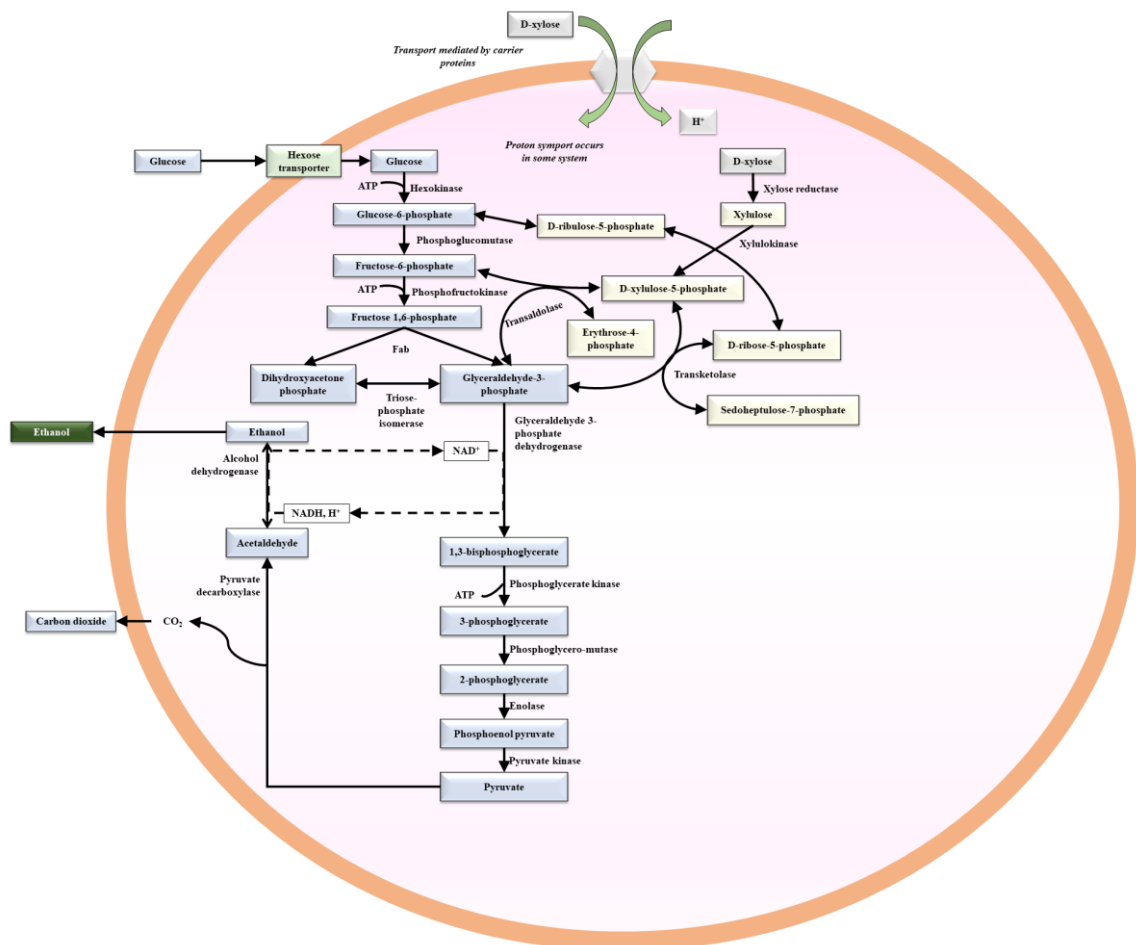 D-xylose
Transport mediated by carrier
proteins
H⁺
Proton symport occurs
in some system
Glucose
Hexose
transporter
Glucose
D-xylose
ATP
Hexokinase
Xylose reductase
Glucose-6-phosphate
D-ribulose-5-phosphate
Xylulose
Phosphoglucomutase
Xylulokinase
Fructose-6-phosphate
ATP
Phosphofructokinase
D-xylulose-5-phosphate
Fructose 1,6-phosphate
Transaldolase
Erythrose-4-
phosphate
D-ribose-5-phosphate
Fab
Dihydroxyacetone
phosphate
Glyceraldehyde-3-
phosphate
Transketolase
Triose-
phosphate
isomerase
Sedoheptulose-7-phosphate
Glyceraldehyde 3-
phosphate
dehydrogenase
Ethanol
Ethanol
Alcohol
dehydrogenase
NAD⁺
NADH, H⁺
Acetaldehyde
1,3-bisphosphoglycerate
Pyruvate
decarboxylase
Phosphoglycerate kinase
ATP
Carbon dioxide
CO₂
3-phosphoglycerate
Phosphoglycero-mutase
2-phosphoglycerate
Enolase
Phosphoenol pyruvate
Pyruvate kinase
Pyruvate